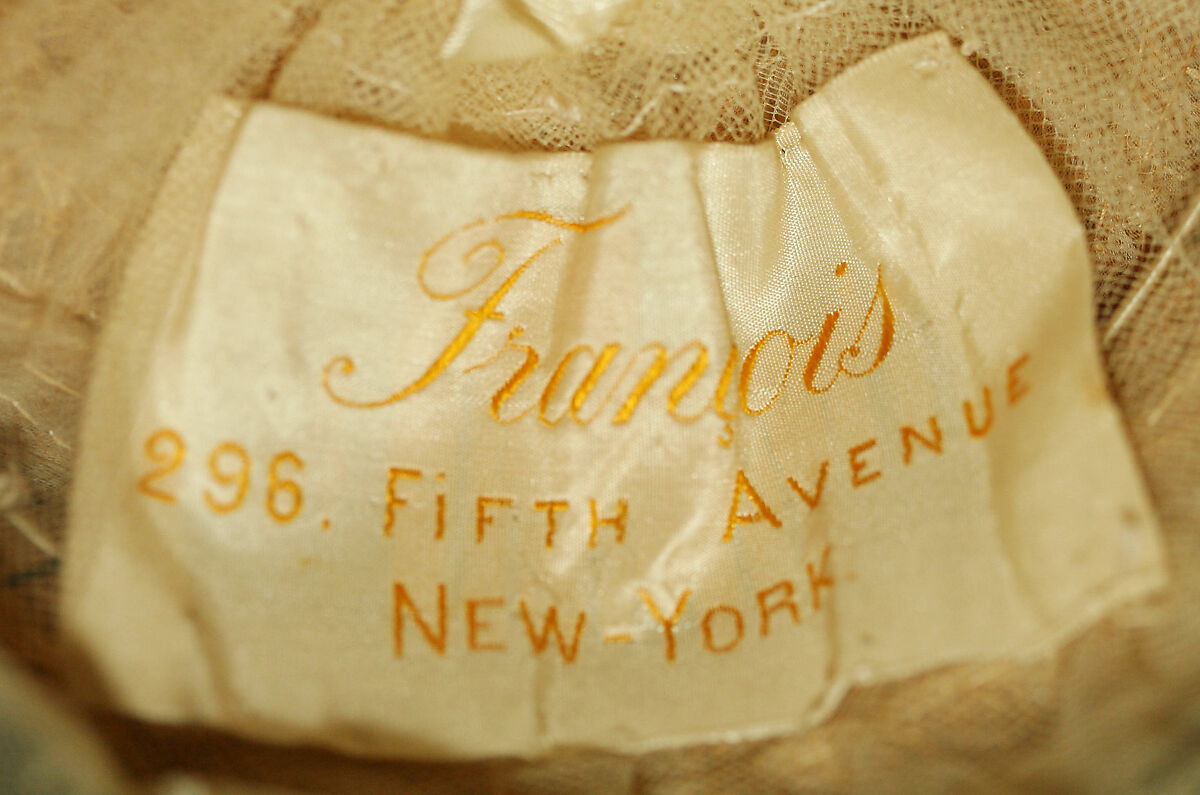 François
296. FiFTH AVENUE
NEW-YORK.